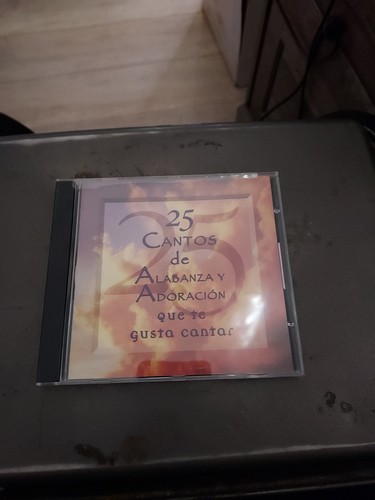 25
CANTOS
de
ALABANZA Y
ADORACIÓN
que te
gusta cantar